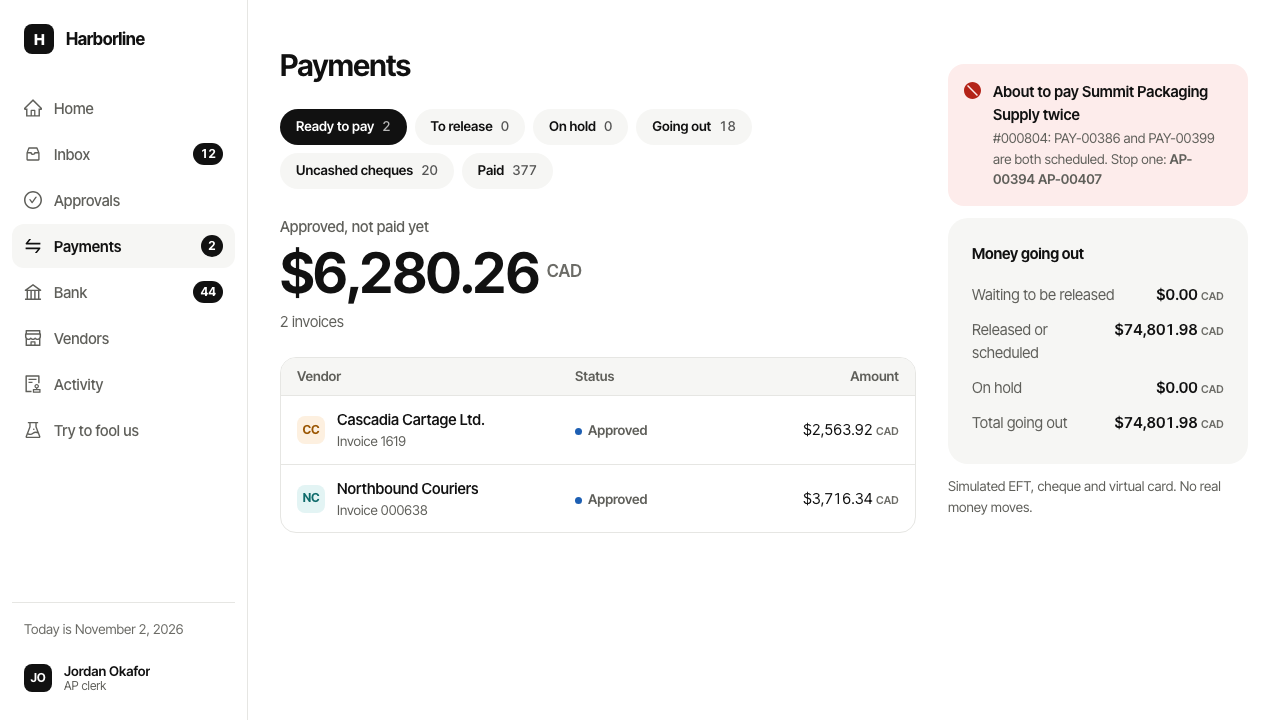 H Harborline
Home
Inbox 12
Approvals
Payments 2
Bank 44
Vendors
Activity
Try to fool us
Today is November 2, 2026
JO Jordan Okafor
AP clerk
Payments
Ready to pay 2 To release 0 On hold 0 Going out 18
Uncashed cheques 20 Paid 377
Approved, not paid yet
$6,280.26 CAD
2 invoices
Vendor Status Amount
CC Cascadia Cartage Ltd. Approved $2,563.92 CAD
Invoice 1619
NC Northbound Couriers Approved $3,716.34 CAD
Invoice 000638
About to pay Summit Packaging
Supply twice
#000804: PAY-00386 and PAY-00399
are both scheduled. Stop one: AP-
00394 AP-00407
Money going out
Waiting to be released $0.00 CAD
Released or $74,801.98 CAD
scheduled
On hold $0.00 CAD
Total going out $74,801.98 CAD
Simulated EFT, cheque and virtual card. No real
money moves.